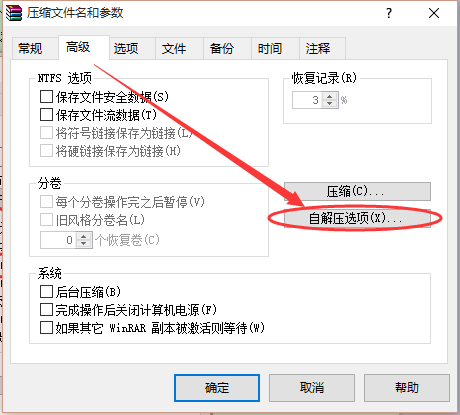 压缩文件名和参数
常规 高级 选项 文件 备份 时间 注释
NTFS 选项
保存文件安全数据(S)
保存文件流数据(T)
将符号链接保存为链接(L)
将硬链接保存为链接(H)
恢复记录(R)
3 %
分卷
每个分卷操作完之后暂停(V)
旧风格分卷名(L)
0 个恢复卷(C)
压缩(C)...
自解压选项(X)...
系统
后台压缩(B)
完成操作后关闭计算机电源(F)
如果其它 WinRAR 副本被激活则等待(W)
确定 取消 帮助